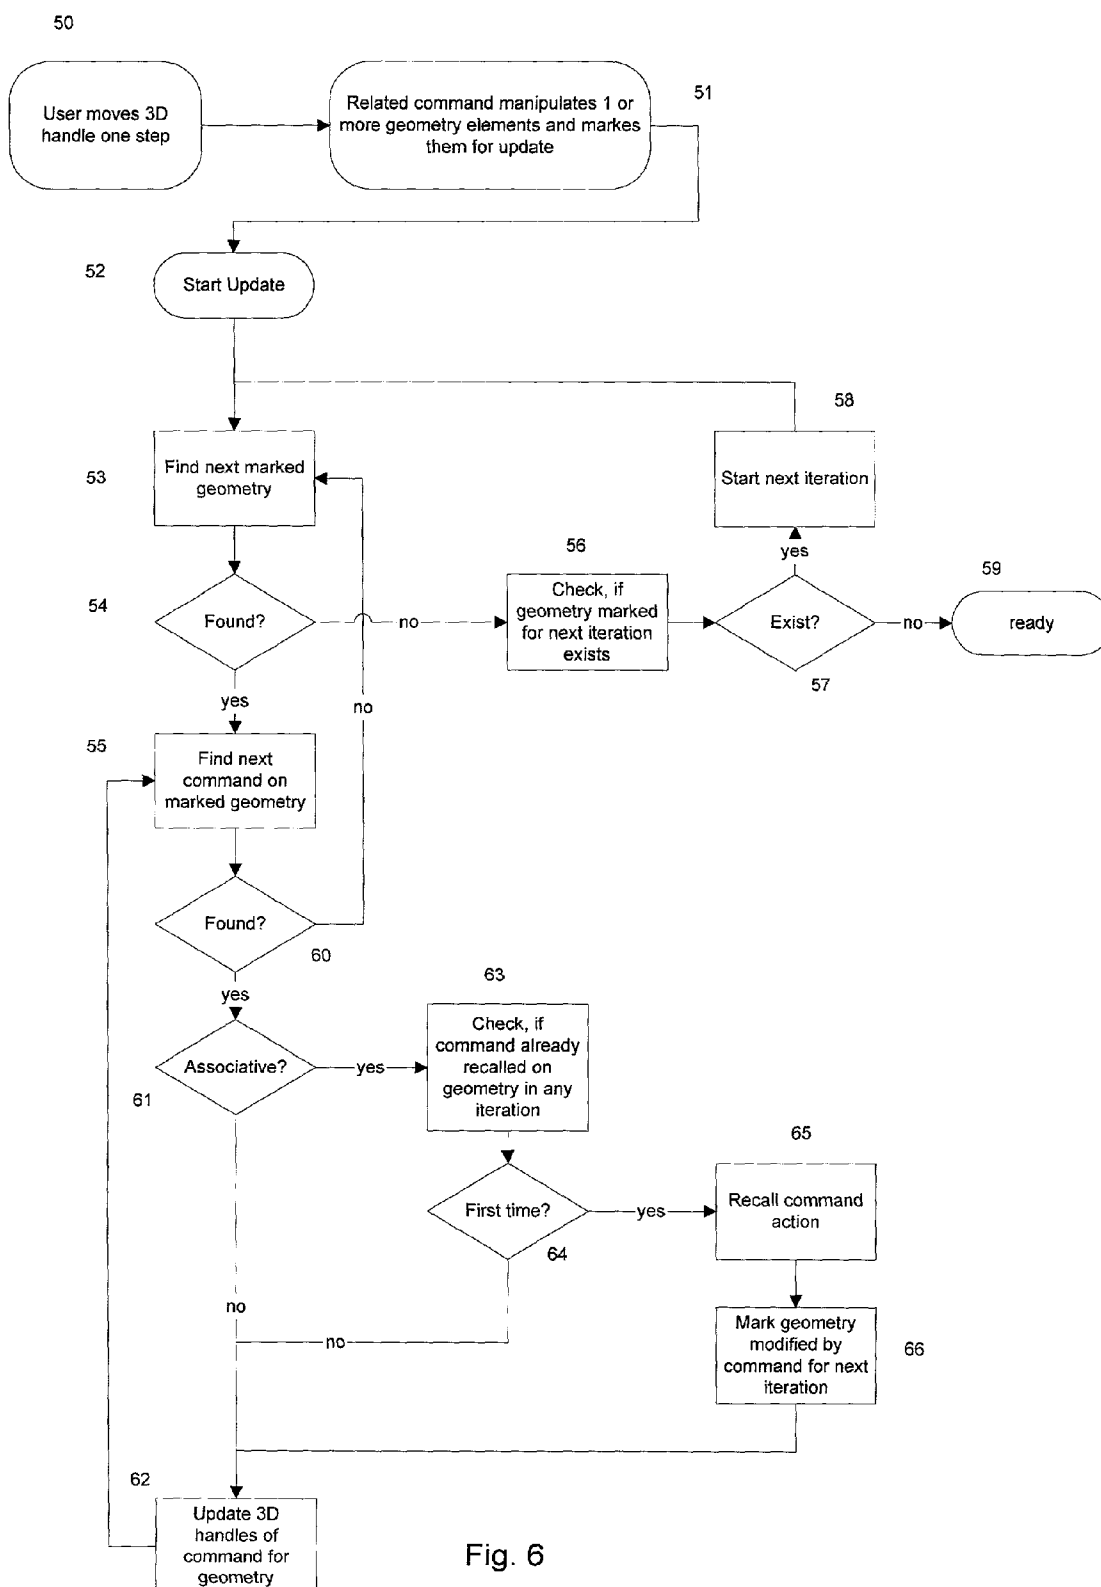 50
User moves 3D
handle one step
Related command manipulates 1 or
more geometry elements and markes
them for update
51
52
Start Update
58
53
Find next marked
geometry
Start next iteration
yes
56
59
54
Found?
no
Check, if
geometry marked
for next iteration
exists
Exist?
no
ready
57
yes
no
55
Find next
command on
marked geometry
Found?
60
yes
63
Associative?
yes
Check, if
command already
recalled on
geometry in any
iteration
61
65
First time?
yes
Recall command
action
64
no
no
Mark geometry
modified by
command for next
iteration
66
62
Update 3D
handles of
command for
geometry
Fig. 6